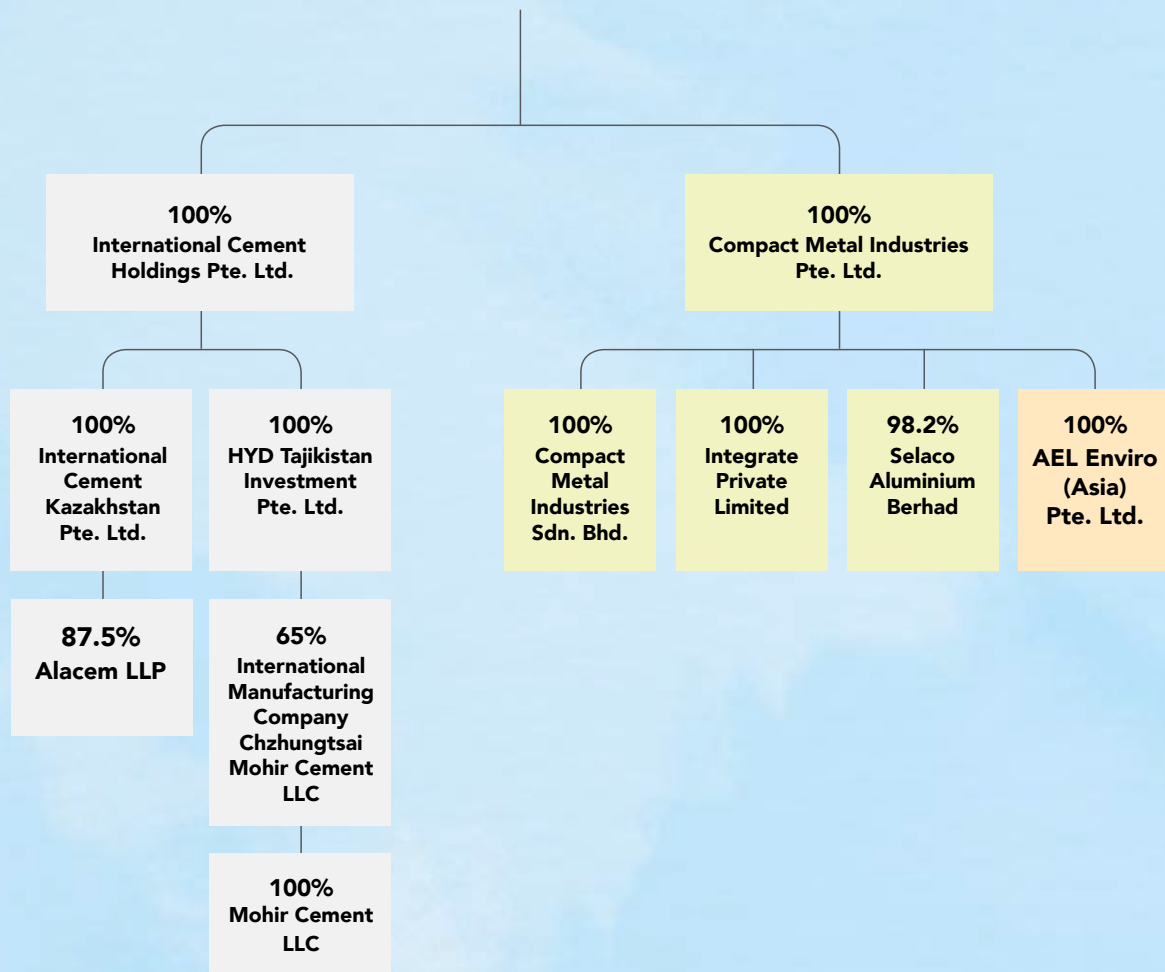 100%
International Cement
Holdings Pte. Ltd.
100%
Compact Metal Industries
Pte. Ltd.
100%
International
Cement
Kazakhstan
Pte. Ltd.
100%
HYD Tajikistan
Investment
Pte. Ltd.
100%
Compact
Metal
Industries
Sdn. Bhd.
100%
Integrate
Private
Limited
98.2%
Selaco
Aluminium
Berhad
100%
AEL Enviro
(Asia)
Pte. Ltd.
87.5%
Alacem LLP
65%
International
Manufacturing
Company
Chzhungtsai
Mohir Cement
LLC
100%
Mohir Cement
LLC